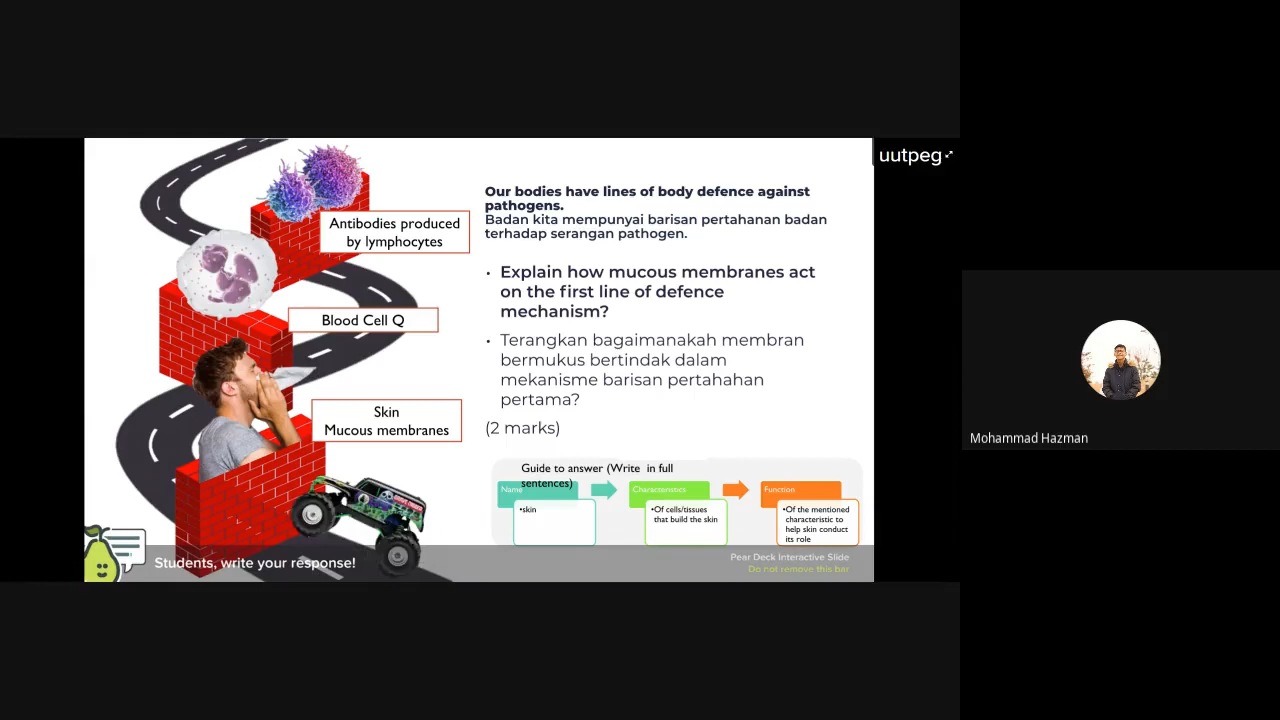 Antibodies produced
by lymphocytes
Blood Cell Q
Skin
Mucous membranes
Our bodies have lines of body defence against
pathogens.
Badan kita mempunyai barisan pertahanan badan
terhadap serangan pathogen.
• Explain how mucous membranes act
on the first line of defence
mechanism?
• Terangkan bagaimanakah membran
bermukus bertindak dalam
mekanisme barisan pertahahan
pertama?
(2 marks)
Guide to answer (Write in full
sentences)
Name
•skin
Characteristics
•Of cells/tissues
that build the skin
Function
•Of the mentioned
characteristic to
help skin conduct
its role
Students, write your response!
Pear Deck Interactive Slide
Do not remove this bar
uutpeg
Mohammad Hazman